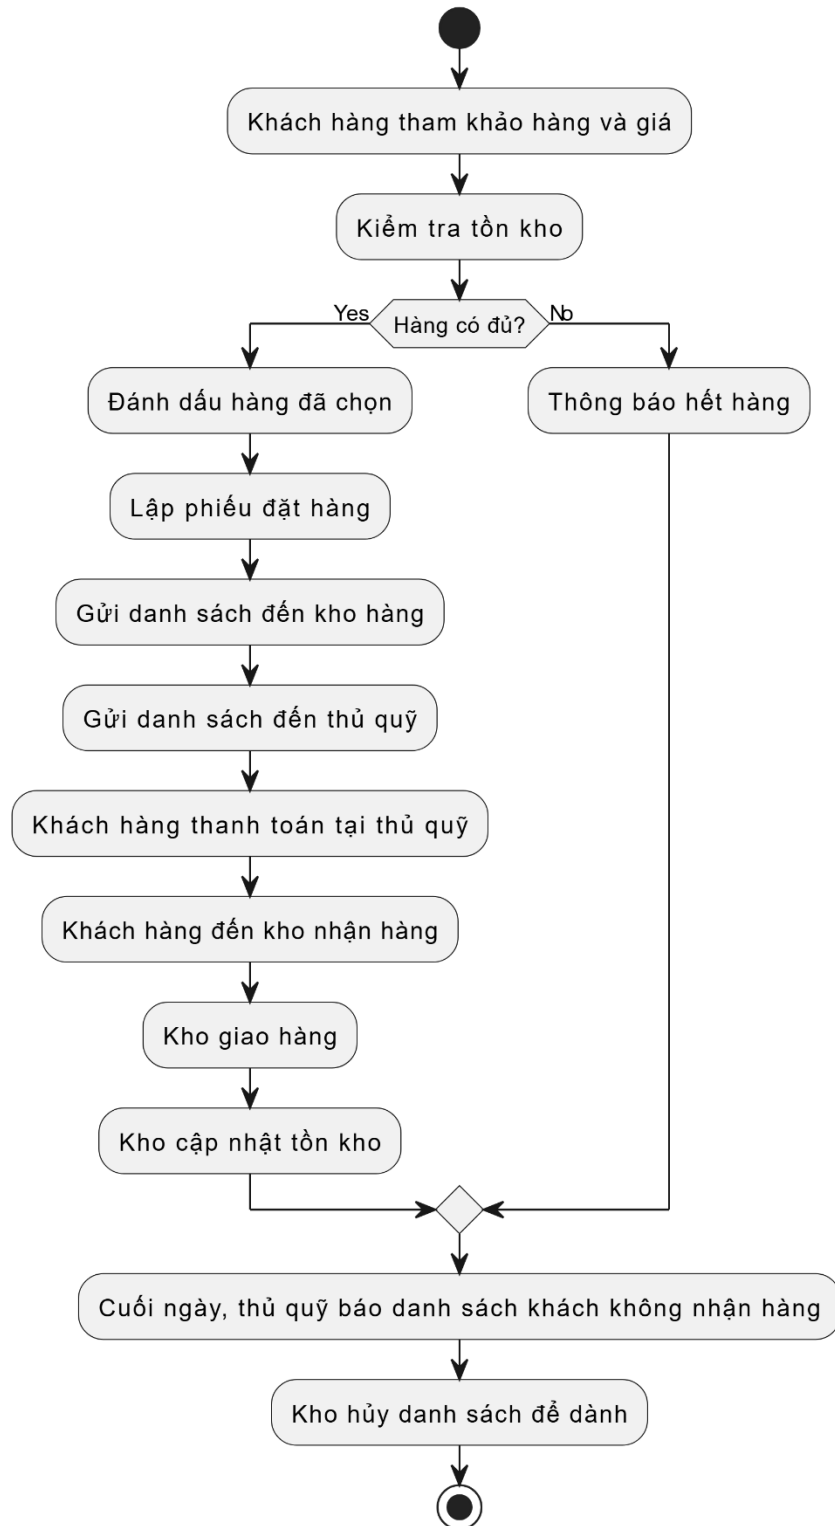 Khách hàng tham khảo hàng và giá
Kiểm tra tồn kho
Yes
Hàng có đủ?
No
Đánh dấu hàng đã chọn
Thông báo hết hàng
Lập phiếu đặt hàng
Gửi danh sách đến kho hàng
Gửi danh sách đến thủ quỹ
Khách hàng thanh toán tại thủ quỹ
Khách hàng đến kho nhận hàng
Kho giao hàng
Kho cập nhật tồn kho
Cuối ngày, thủ quỹ báo danh sách khách không nhận hàng
Kho hủy danh sách để dành